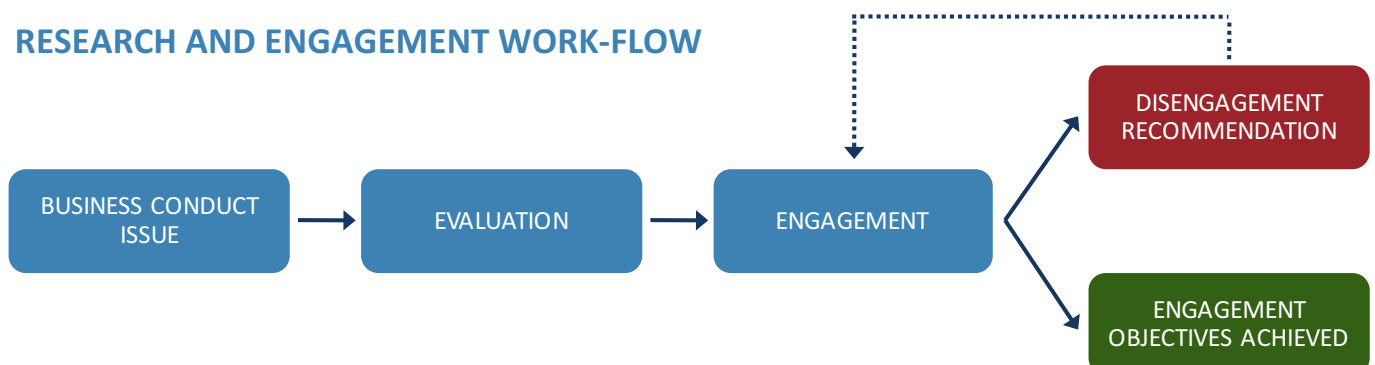 RESEARCH AND ENGAGEMENT WORK-FLOW
BUSINESS CONDUCT
ISSUE
EVALUATION
ENGAGEMENT
DISENGAGEMENT
RECOMMENDATION
ENGAGEMENT
OBJECTIVES ACHIEVED